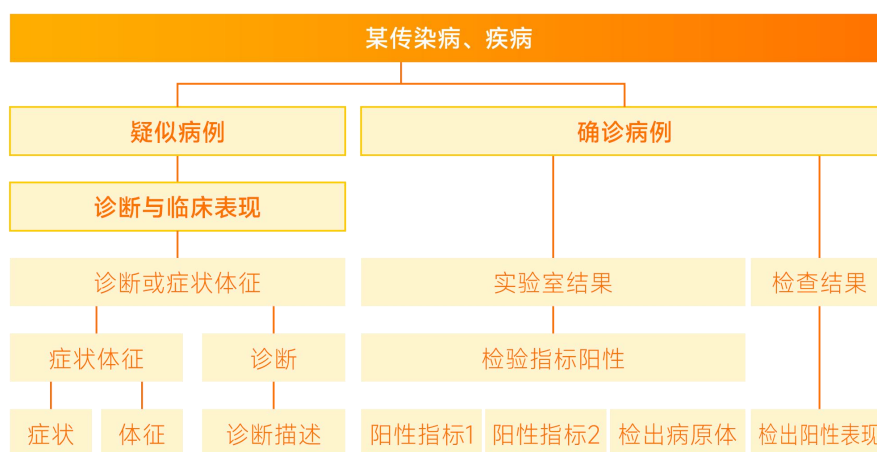 某传染病、疾病
疑似病例
确诊病例
诊断与临床表现
诊断或症状体征
实验室结果
检查结果
症状体征
诊断
检验指标阳性
症状
体征
诊断描述
阳性指标1
阳性指标2
检出病原体
检出阳性表现